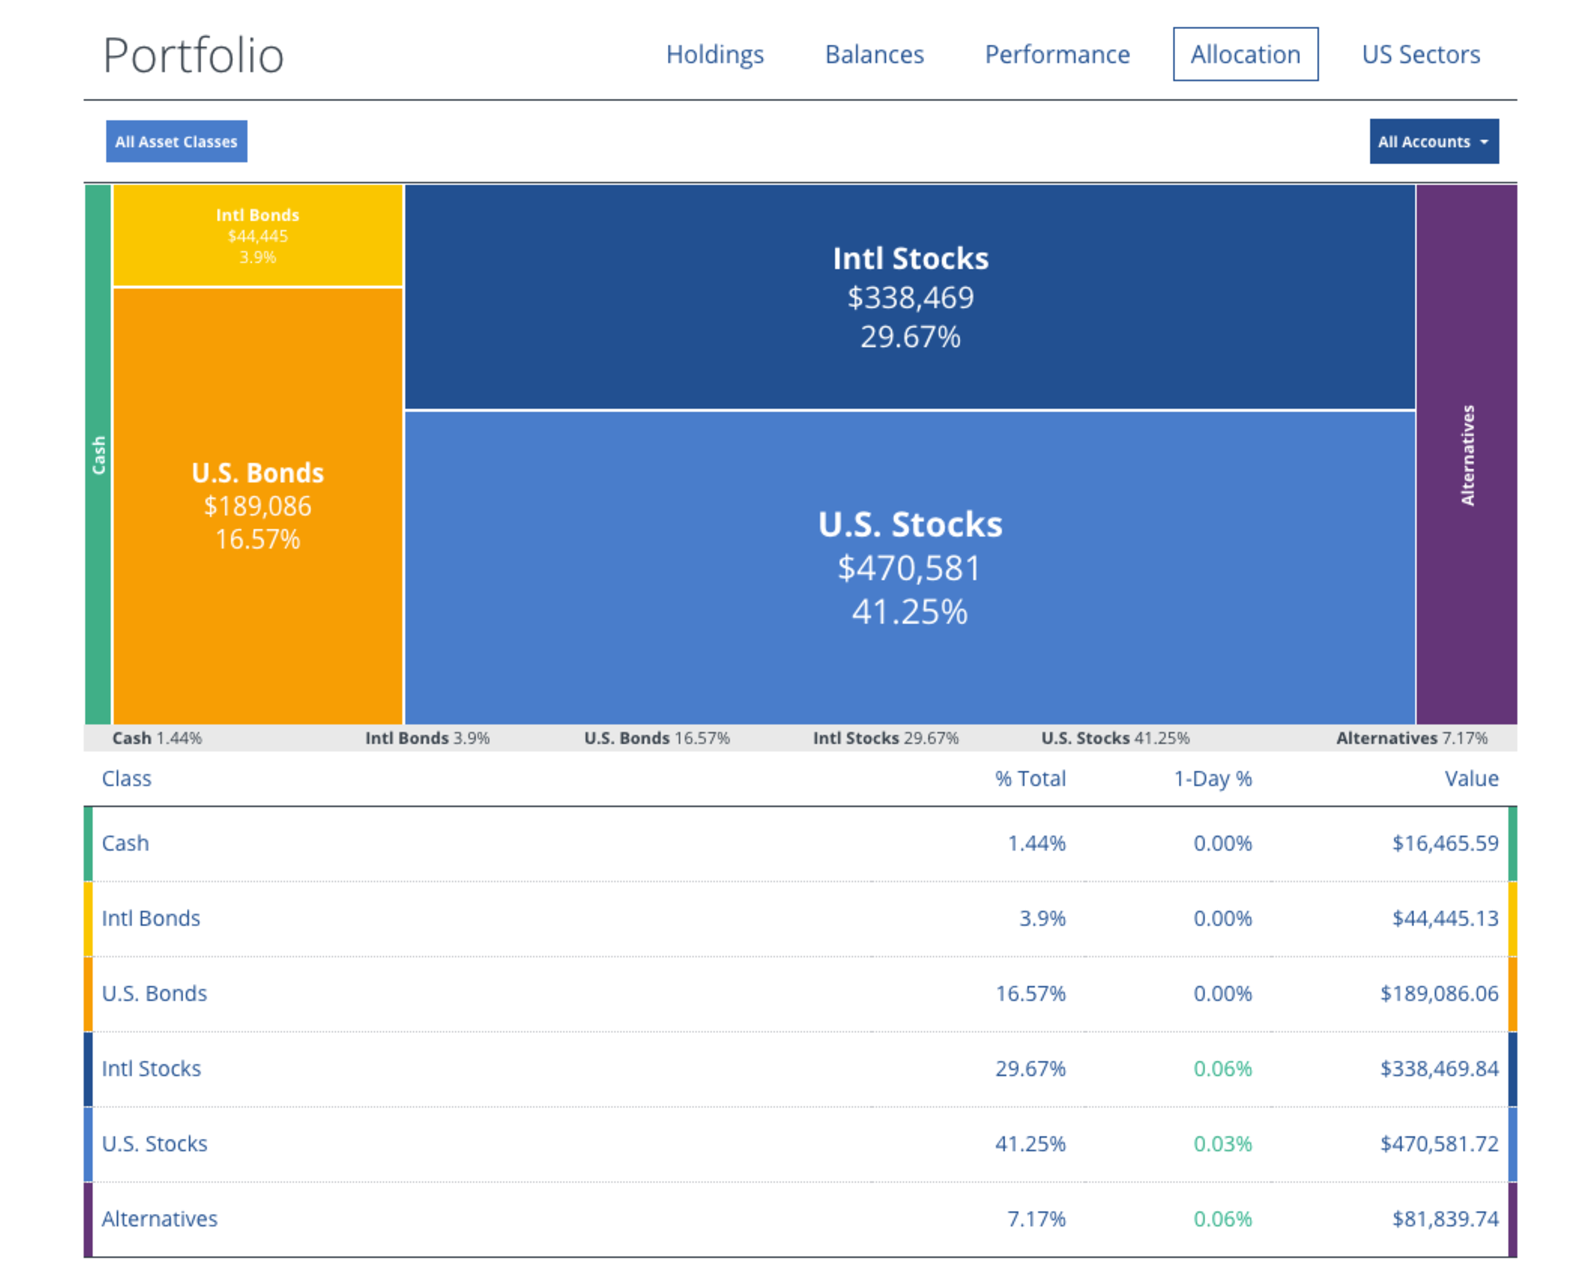 Portfolio
Holdings Balances Performance Allocation US Sectors
All Asset Classes
All Accounts
Cash
Intl Bonds
$44,445
3.9%
U.S. Bonds
$189,086
16.57%
Intl Stocks
$338,469
29.67%
U.S. Stocks
$470,581
41.25%
Alternatives
Cash 1.44% Intl Bonds 3.9% U.S. Bonds 16.57% Intl Stocks 29.67% U.S. Stocks 41.25% Alternatives 7.17%
Class % Total 1-Day % Value
Cash 1.44% 0.00% $16,465.59
Intl Bonds 3.9% 0.00% $44,445.13
U.S. Bonds 16.57% 0.00% $189,086.06
Intl Stocks 29.67% 0.06% $338,469.84
U.S. Stocks 41.25% 0.03% $470,581.72
Alternatives 7.17% 0.06% $81,839.74